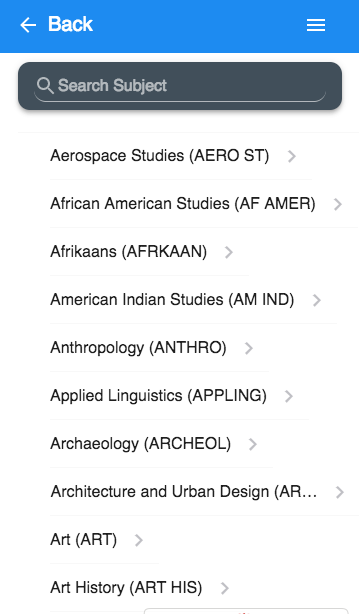 Back
Search Subject
Aerospace Studies (AERO ST)
African American Studies (AF AMER)
Afrikaans (AFRKAAN)
American Indian Studies (AM IND)
Anthropology (ANTHRO)
Applied Linguistics (APPLING)
Archaeology (ARCHEOL)
Architecture and Urban Design (AR...
Art (ART)
Art History (ART HIS)